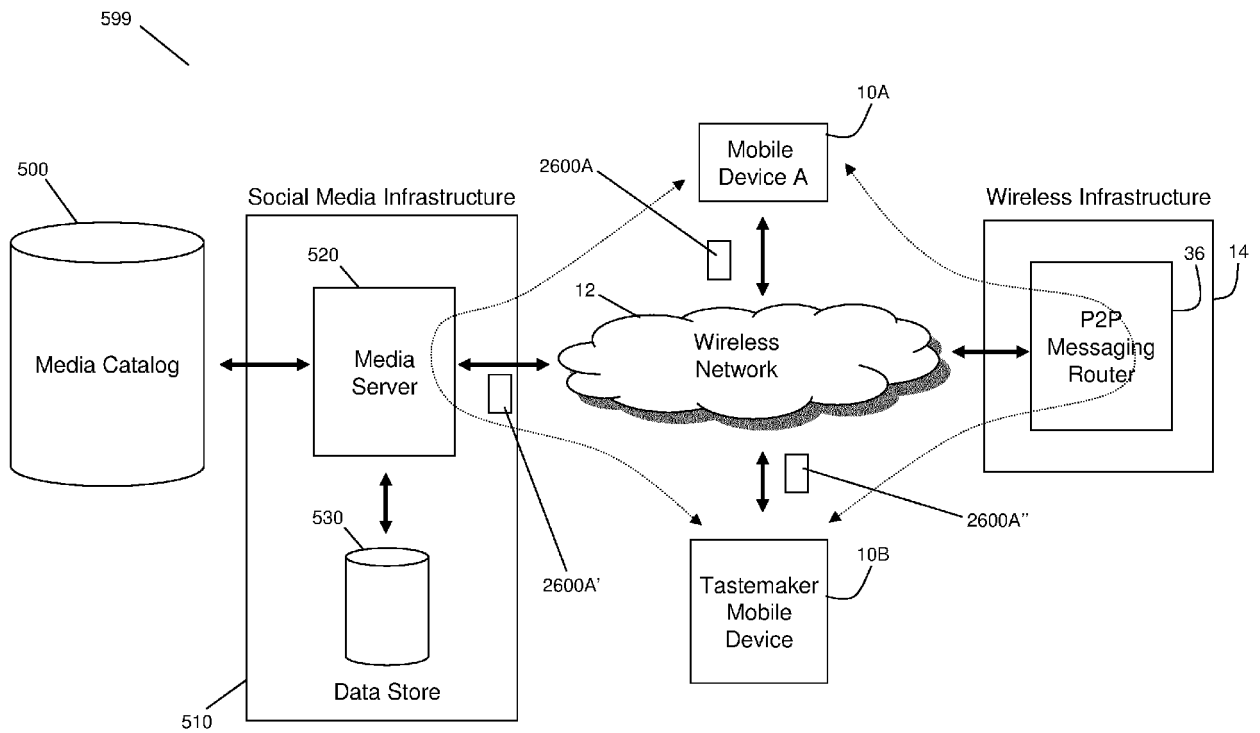 599
10A
500
2600A
Mobile
Device A
Social Media Infrastructure
Wireless Infrastructure
520
36
14
12
P2P
Messaging
Router
Wireless
Network
Media Catalog
Media
Server
530
2600A'
2600A''
10B
Tastemaker
Mobile
Device
Data Store
510